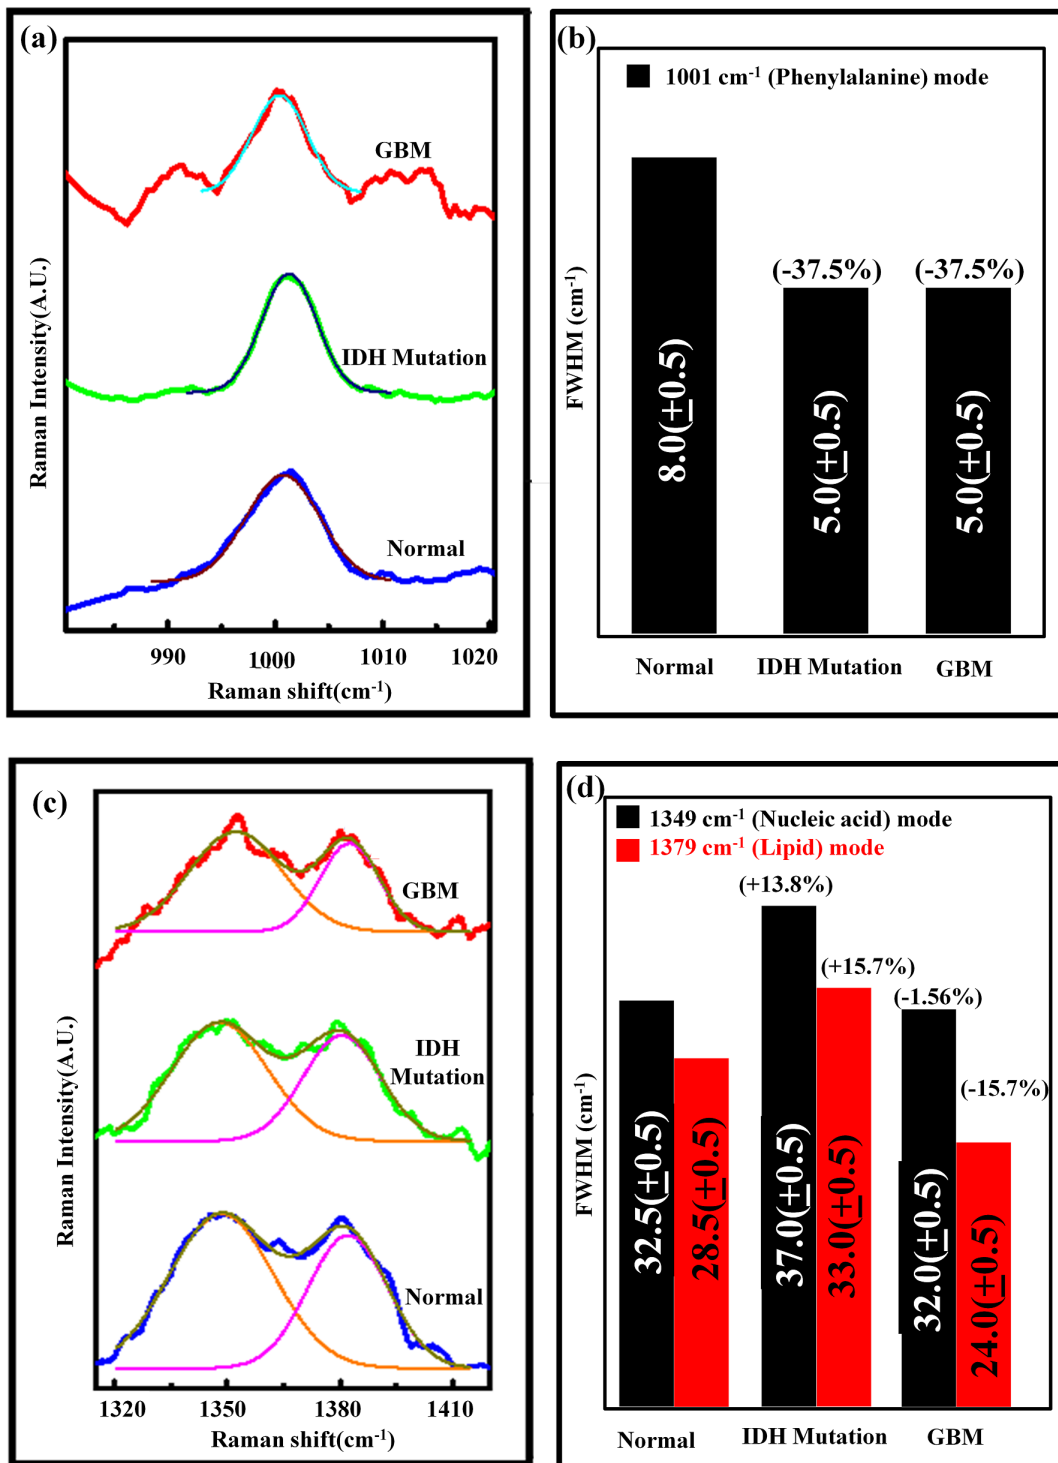 (a)
GBM
IDH Mutation
Normal
Raman Intensity(A.U.)
990 1000 1010 1020
Raman shift(cm⁻¹)
(b)
1001 cm⁻¹ (Phenylalanine) mode
(-37.5%) (-37.5%)
8.0(±0.5) 5.0(±0.5) 5.0(±0.5)
FWHM (cm⁻¹)
Normal IDH Mutation GBM
(c)
GBM
IDH
Mutation
Normal
Raman Intensity(A.U.)
1320 1350 1380 1410
Raman shift(cm⁻¹)
(d)
1349 cm⁻¹ (Nucleic acid) mode
1379 cm⁻¹ (Lipid) mode
(+13.8%)
(+15.7%)
(-1.56%)
(-15.7%)
32.5(±0.5) 28.5(±0.5) 37.0(±0.5) 33.0(±0.5) 32.0(±0.5) 24.0(±0.5)
FWHM (cm⁻¹)
Normal IDH Mutation GBM